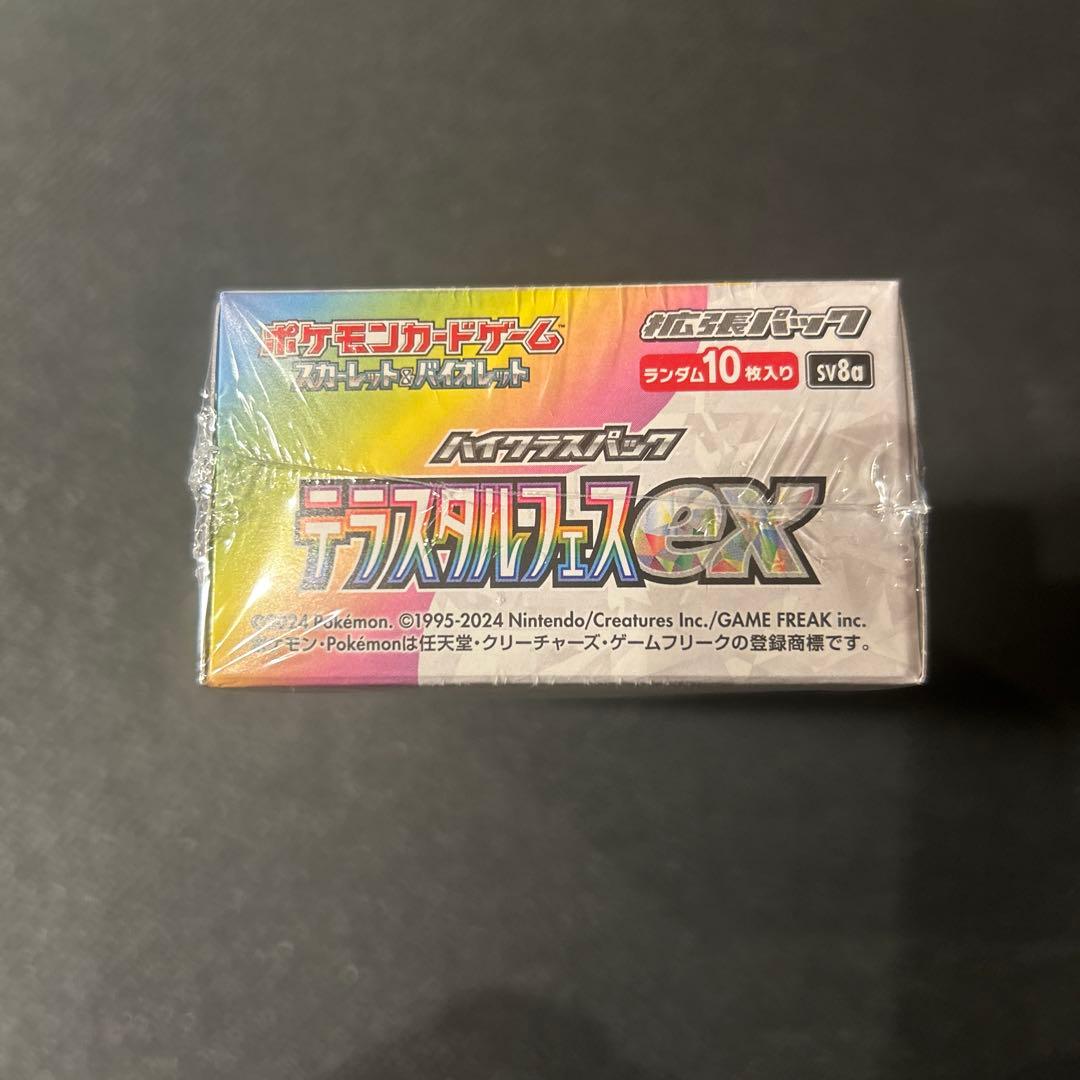 ポケモンカードゲーム™
スカーレット&バイオレット
拡張パック
ランダム10枚入り
SV8a
ハイクラスパック
テラスタルフェスex
©2024 Pokémon. ©1995-2024 Nintendo/Creatures Inc./GAME FREAK inc.
ポケモン・Pokémonは任天堂・クリーチャーズ・ゲームフリークの登録商標です。